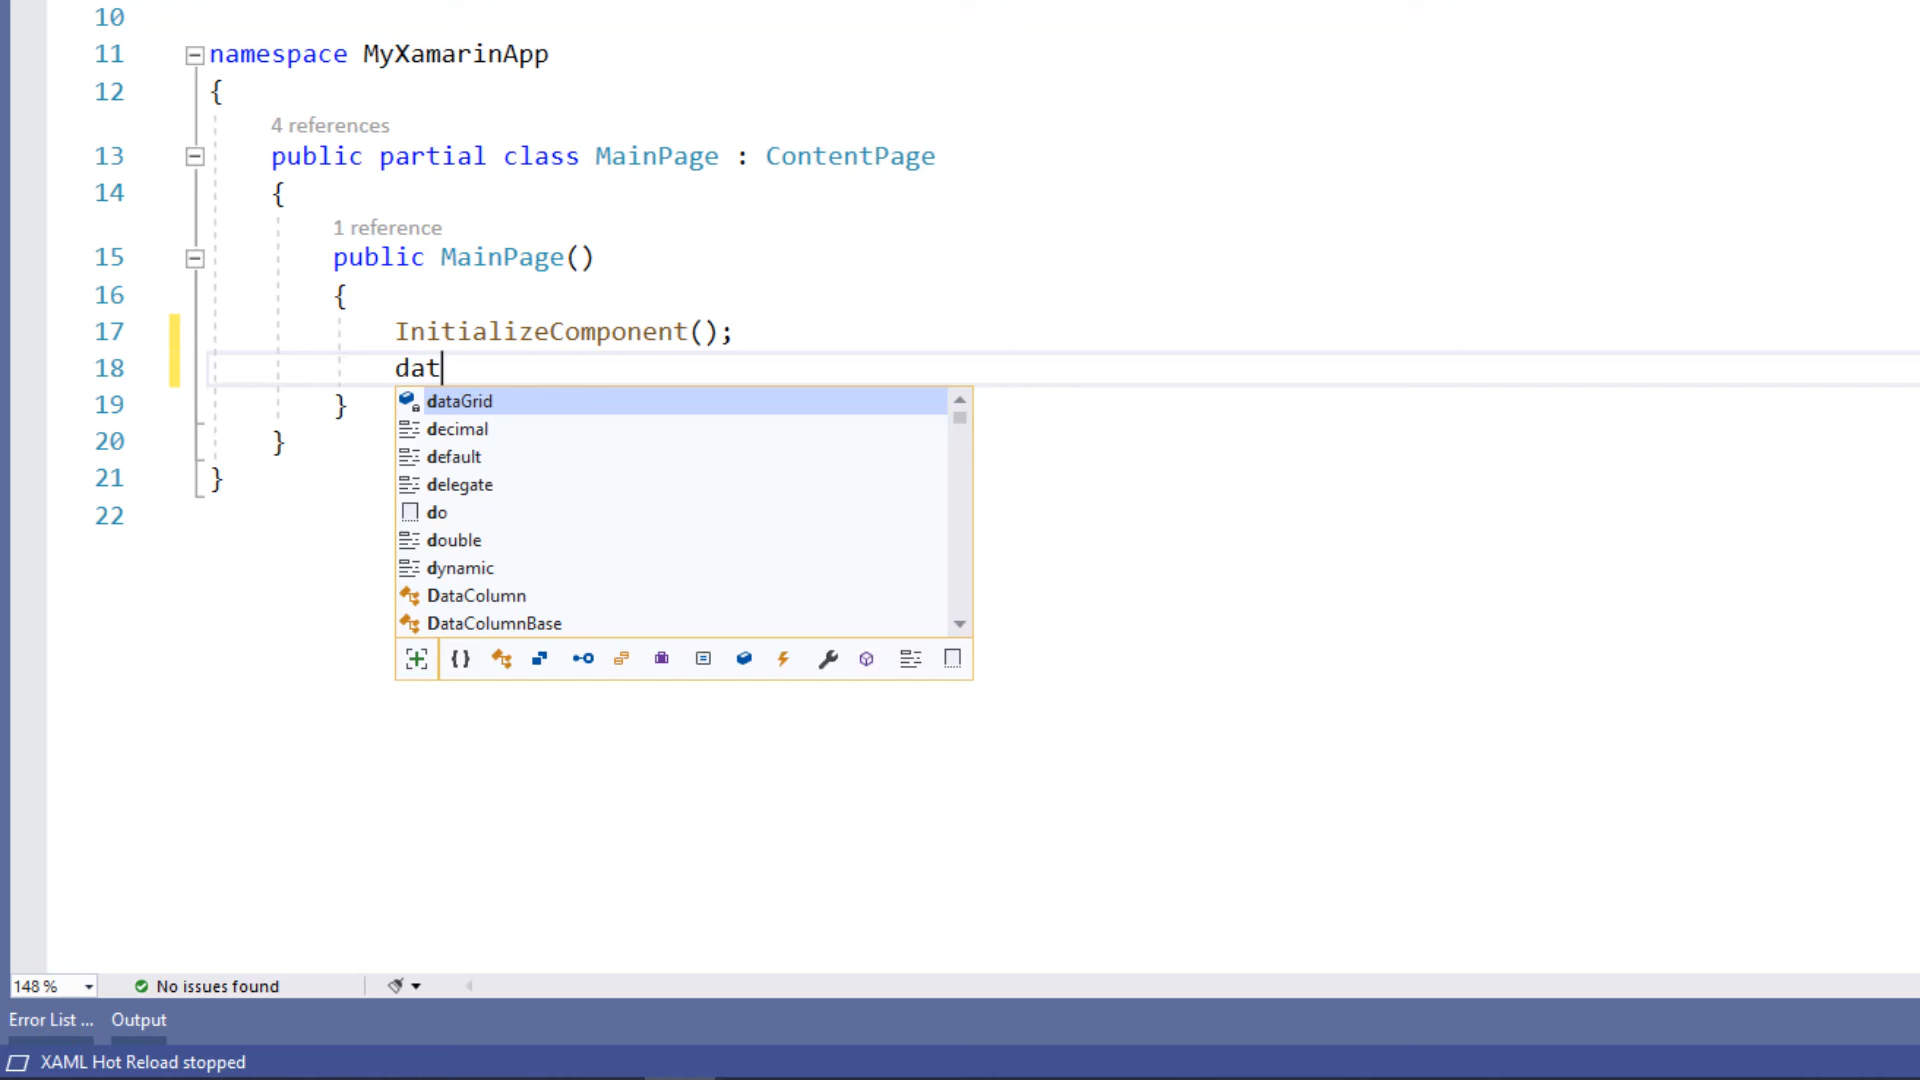 10
11 namespace MyXamarinApp
12 {
4 references
13 public partial class MainPage : ContentPage
14 {
1 reference
15 public MainPage()
16 {
17 InitializeComponent();
18 dat
19 }
20 }
21 }
22
dataGrid
decimal
default
delegate
do
double
dynamic
DataColumn
DataColumnBase
148 % No issues found
Error List ... Output
XAML Hot Reload stopped